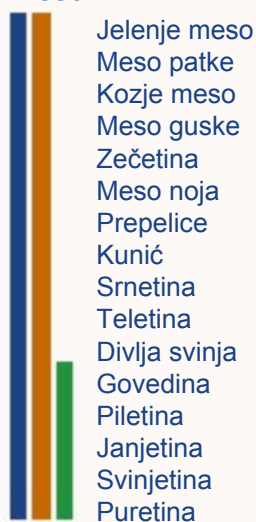 Jelenje meso
Meso patke
Kozje meso
Meso guske
Zečetina
Meso noja
Prepelice
Kunić
Srnetina
Teletina
Divlja svinja
Govedina
Piletina
Janjetina
Svinjetina
Puretina